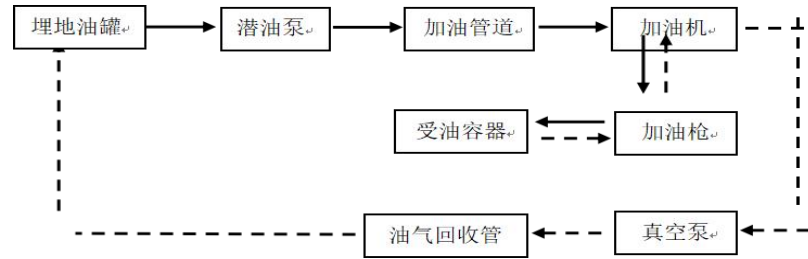 埋地油罐
潜油泵
加油管道
加油机
受油容器
加油枪
油气回收管
真空泵